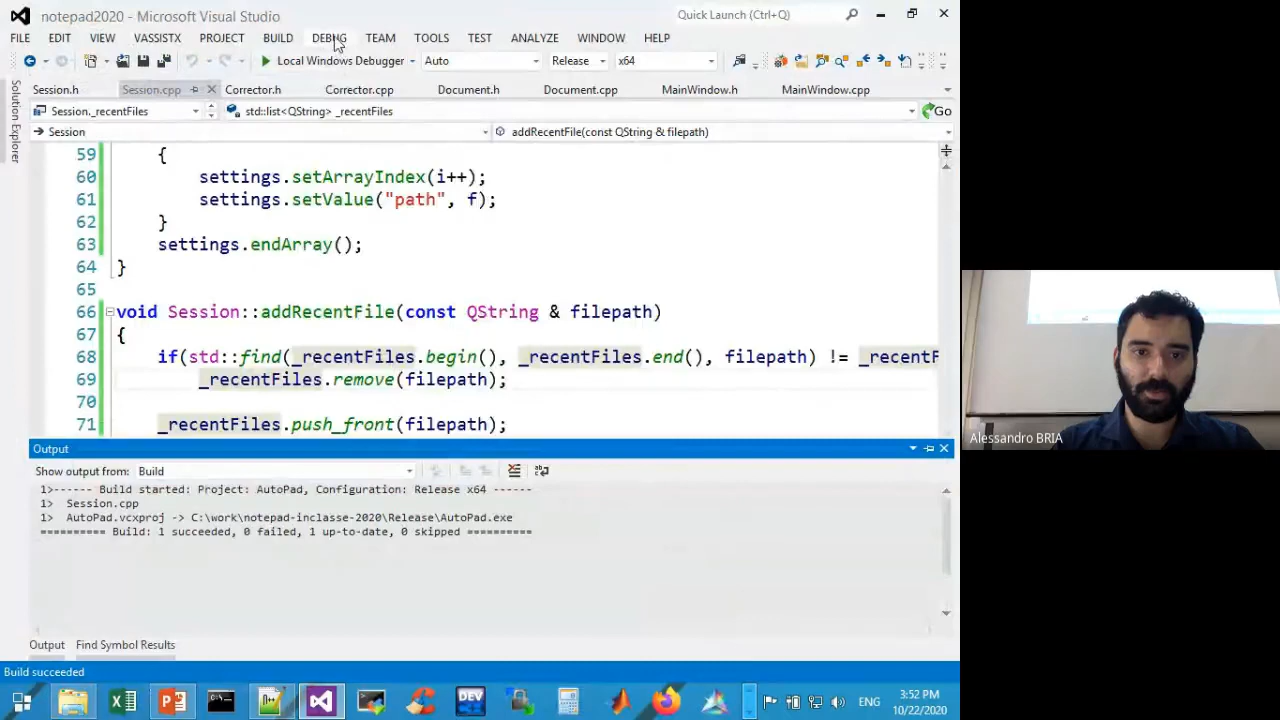 notepad2020 - Microsoft Visual Studio
Quick Launch (Ctrl+Q)
FILE EDIT VIEW VASSISTX PROJECT BUILD DEBUG TEAM TOOLS TEST ANALYZE WINDOW HELP
Local Windows Debugger Auto Release x64
Session.h Session.cpp Corrector.h Corrector.cpp Document.h Document.cpp MainWindow.h MainWindow.cpp
Session._recentFiles std::list<QString> _recentFiles Go
Session addRecentFile(const QString & filepath)
Solution Explorer
59 {
60 settings.setArrayIndex(i++);
61 settings.setValue("path", f);
62 }
63 settings.endArray();
64 }
65
66 void Session::addRecentFile(const QString & filepath)
67 {
68 if(std::find(_recentFiles.begin(), _recentFiles.end(), filepath) != _recentF
69 _recentFiles.remove(filepath);
70
71 _recentFiles.push_front(filepath);
Output
Show output from: Build
1>------ Build started: Project: AutoPad, Configuration: Release x64 ------
1> Session.cpp
1> AutoPad.vcxproj -> C:\work\notepad-inclasse-2020\Release\AutoPad.exe
========== Build: 1 succeeded, 0 failed, 1 up-to-date, 0 skipped ==========
Output Find Symbol Results
Build succeeded
DEV
ENG
3:52 PM
10/22/2020
Alessandro BRIA